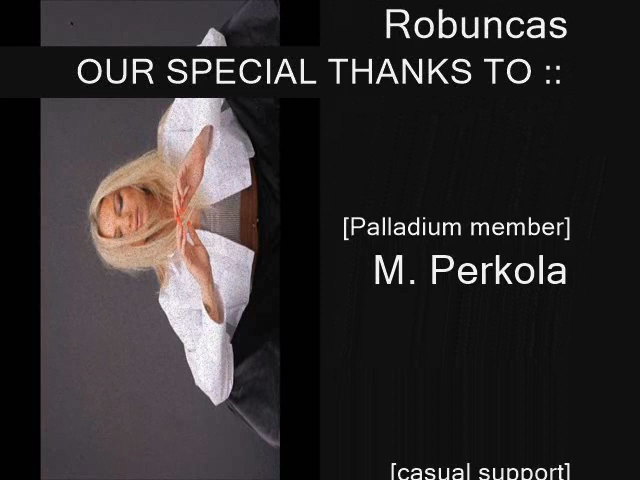 Robuncas
OUR SPECIAL THANKS TO ::
[Palladium member]
M. Perkola
[casual support]